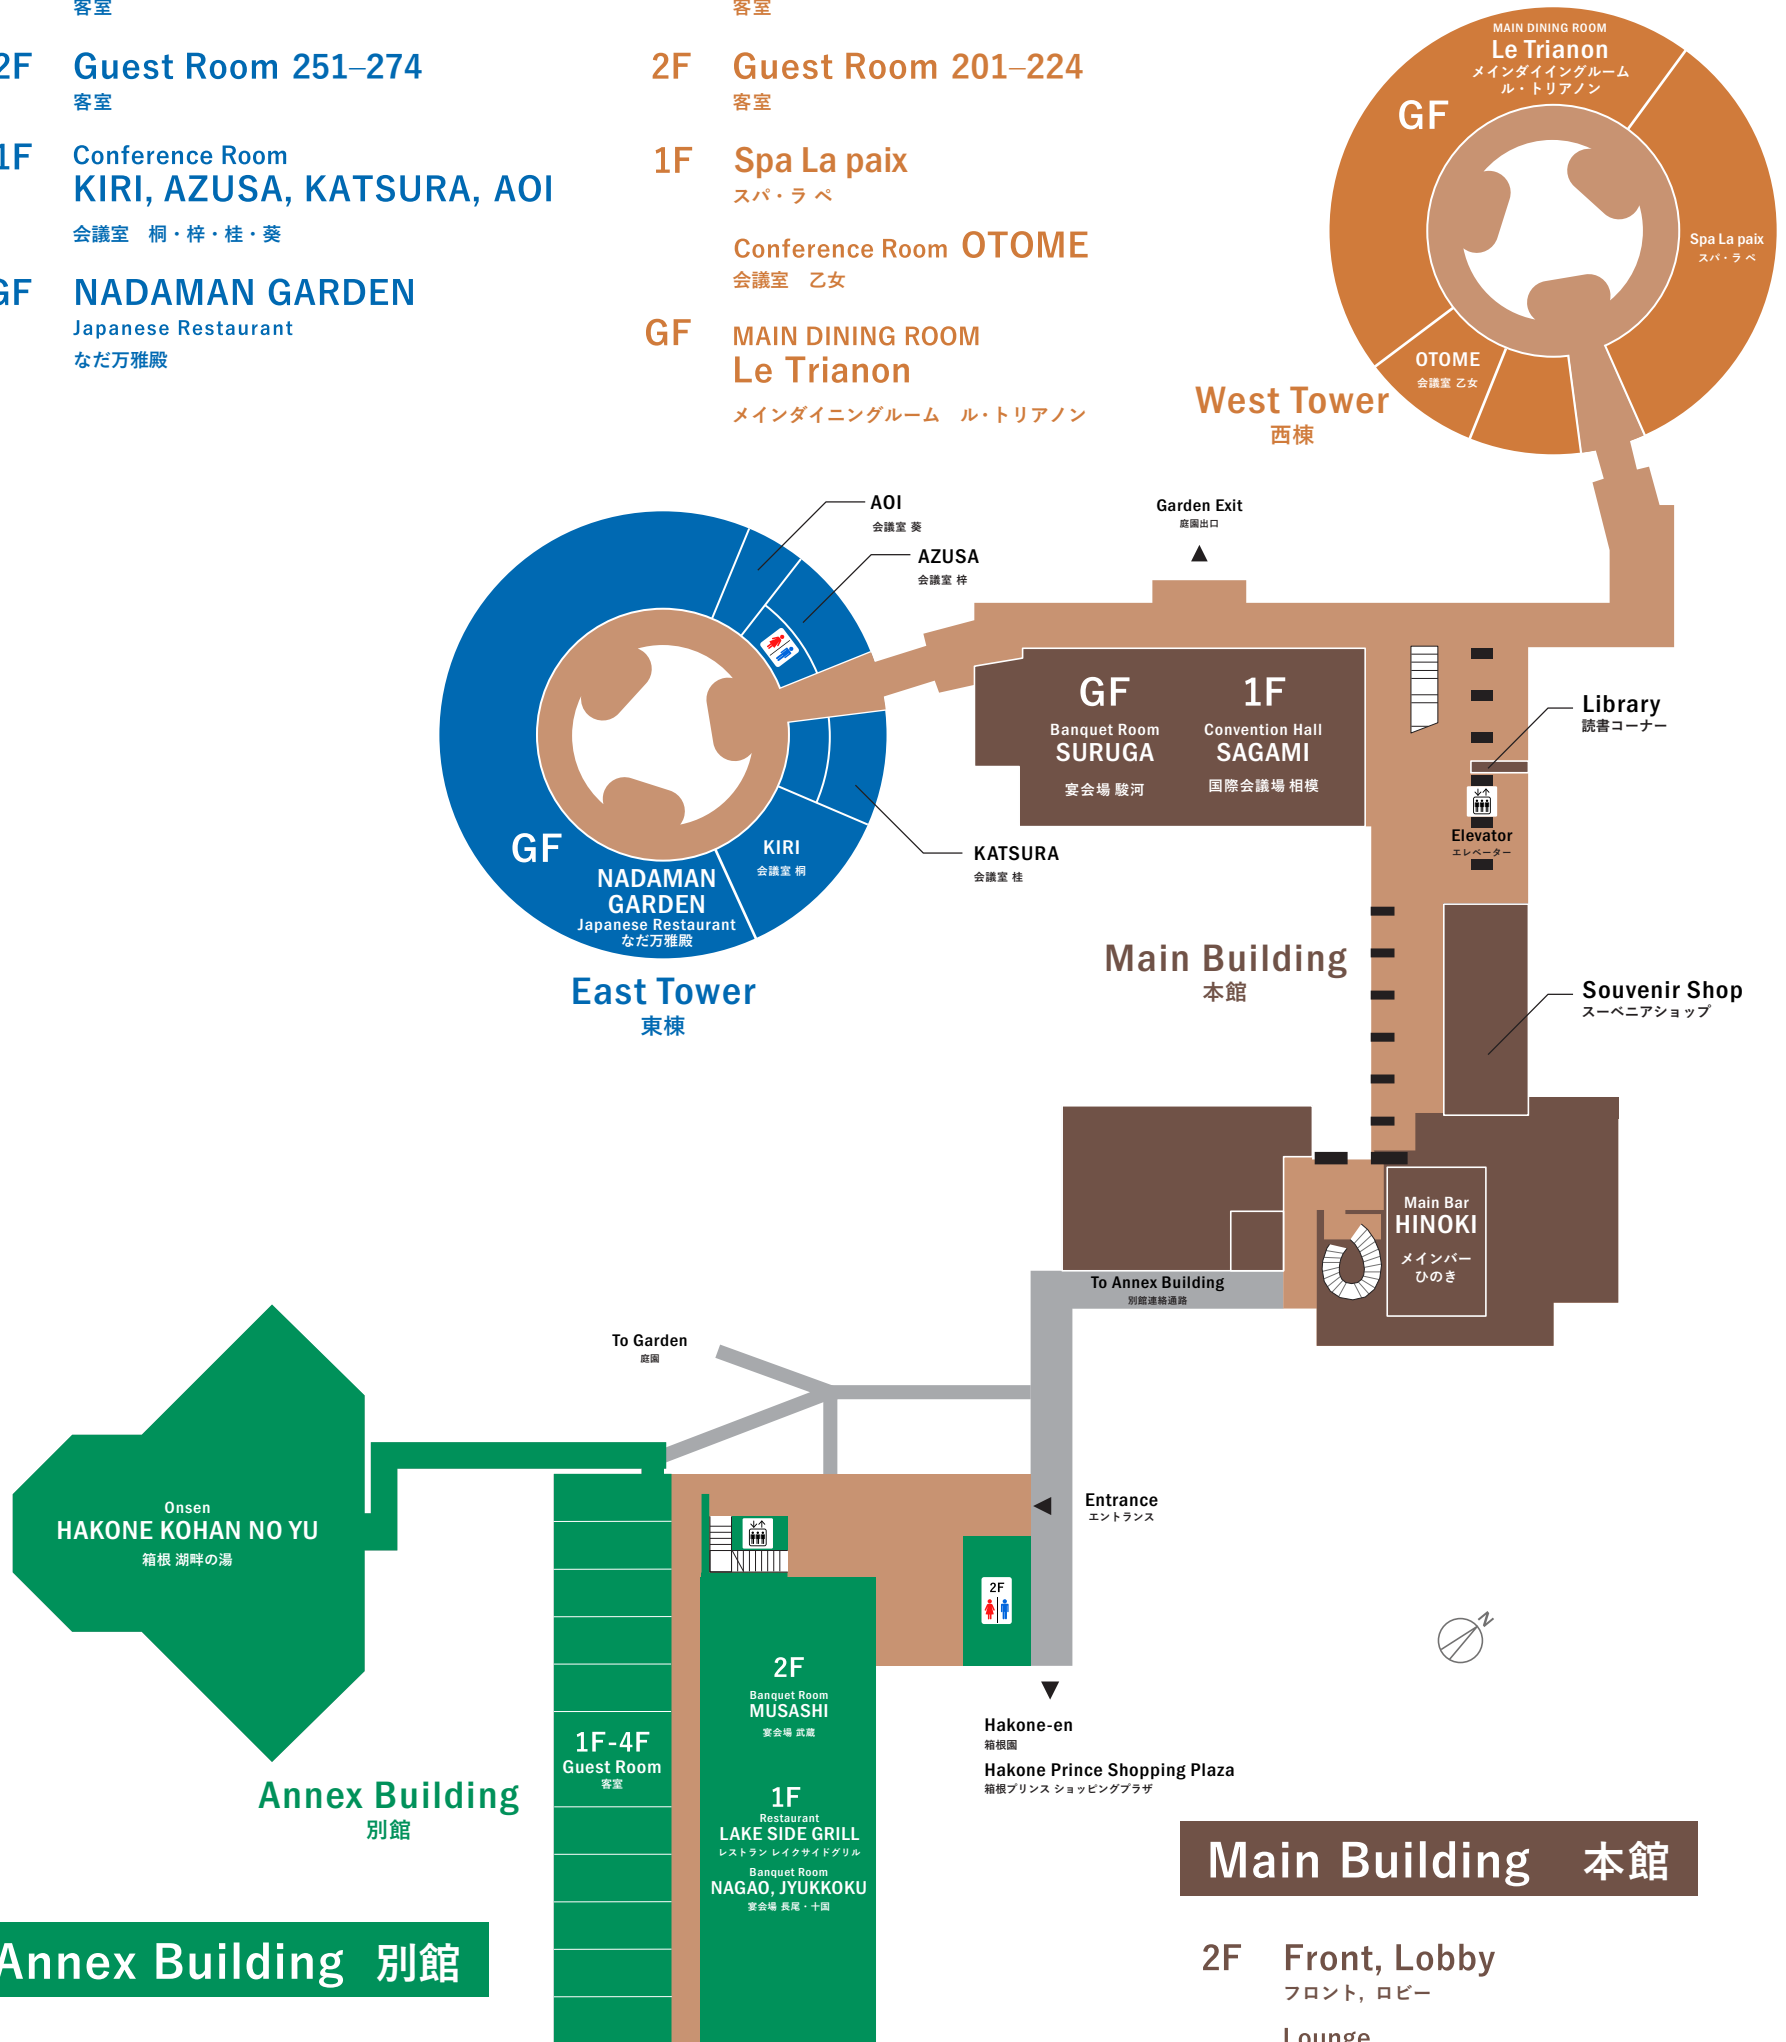 客室
2F Guest Room 251–274
客室
1F Conference Room
KIRI, AZUSA, KATSURA, AOI
会議室 桐・梓・桂・葵
GF NADAMAN GARDEN
Japanese Restaurant
なだ万雅殿
客室
2F Guest Room 201–224
客室
1F Spa La paix
スパ・ラ ペ
Conference Room OTOME
会議室 乙女
GF MAIN DINING ROOM
Le Trianon
メインダイニングルーム ル・トリアノン
MAIN DINING ROOM
Le Trianon
メインダイイングルーム
ル・トリアノン
GF
Spa La paix
スパ・ラ ペ
OTOME
会議室 乙女
West Tower
西棟
AOI
会議室 葵
AZUSA
会議室 梓
Garden Exit
庭園出口
GF
Banquet Room
SURUGA
宴会場 駿河
1F
Convention Hall
SAGAMI
国際会議場 相模
Library
読書コーナー
Elevator
エレベーター
KATSURA
会議室 桂
KIRI
会議室 桐
GF
NADAMAN
GARDEN
Japanese Restaurant
なだ万雅殿
East Tower
東棟
Main Building
本館
Souvenir Shop
スーベニアショップ
Main Bar
HINOKI
メインバー
ひのき
To Annex Building
別館連絡通路
To Garden
庭園
Onsen
HAKONE KOHAN NO YU
箱根 湖畔の湯
Entrance
エントランス
2F
N
2F
Banquet Room
MUSASHI
宴会場 武蔵
1F-4F
Guest Room
客室
1F
Restaurant
LAKE SIDE GRILL
レストラン レイクサイドグリル
Banquet Room
NAGAO, JYUKKOKU
宴会場 長尾・十国
Hakone-en
箱根園
Hakone Prince Shopping Plaza
箱根プリンス ショッピングプラザ
Annex Building
別館
Annex Building 別館
Main Building 本館
2F Front, Lobby
フロント, ロビー
Lounge